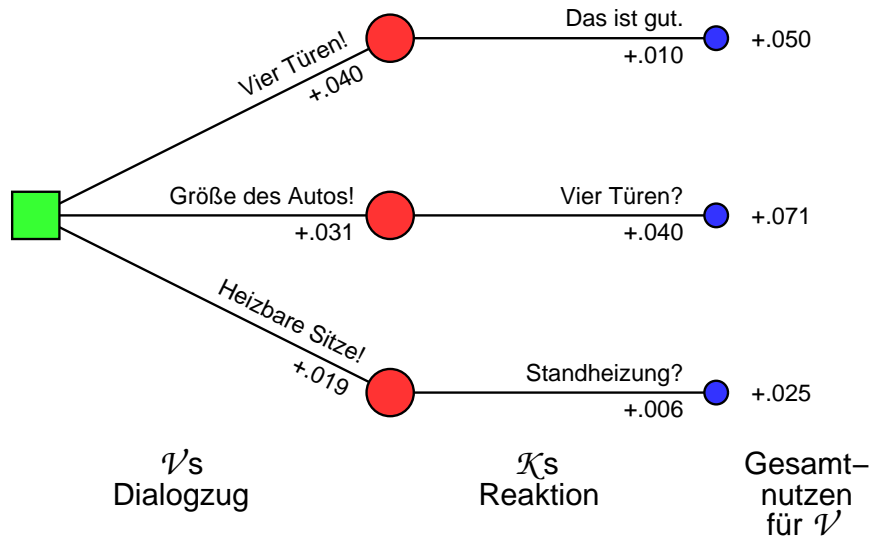 Vier Türen!
+.040
Das ist gut.
+.010
+.050
Größe des Autos!
+.031
Vier Türen?
+.040
+.071
Heizbare Sitze!
+.019
Standheizung?
+.006
+.025
𝒱s
Dialogzug
𝒦s
Reaktion
Gesamt–
nutzen
für 𝒱